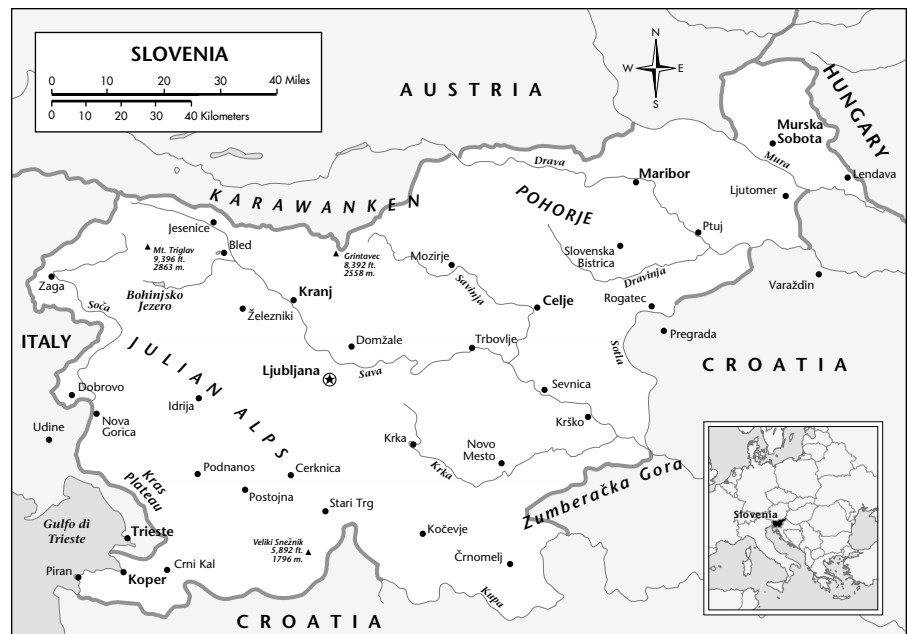 SLOVENIA
0 10 20 30 40 Miles
0 10 20 30 40 Kilometers
N
W E
S
AUSTRIA
HUNGARY
Murska
Sobota
Mura
Lendava
Drava
Maribor
Ljutomer
KARAWANKEN
POHORJE
Jesenice
Ptuj
Mt. Triglav
9,396 ft.
2863 m.
Bled
Grintavec
8,392 ft.
2558 m.
Mozirje
Slovenska
Bistrica
Dravinja
Varaždin
Zaga
Bohinjsko
Jezero
Savinja
Soča
Kranj
Celje
Rogatec
Železniki
ITALY
JULIAN ALPS
Domžale
Trbovlje
Pregrada
Sotla
CROATIA
Ljubljana
Sava
Dobrovo
Idrija
Sevnica
Udine
Nova
Gorica
Krško
Krka
Novo
Mesto
Krka
Kras
Plateau
Podnanos
Cerknica
Postojna
Zumberačka Gora
Stari Trg
Gulfo di
Trieste
Trieste
Kočevje
Veliki Snežnik
5,892 ft.
1796 m.
Črnomelj
Piran
Koper
Crni Kal
Kupa
CROATIA
Slovenia